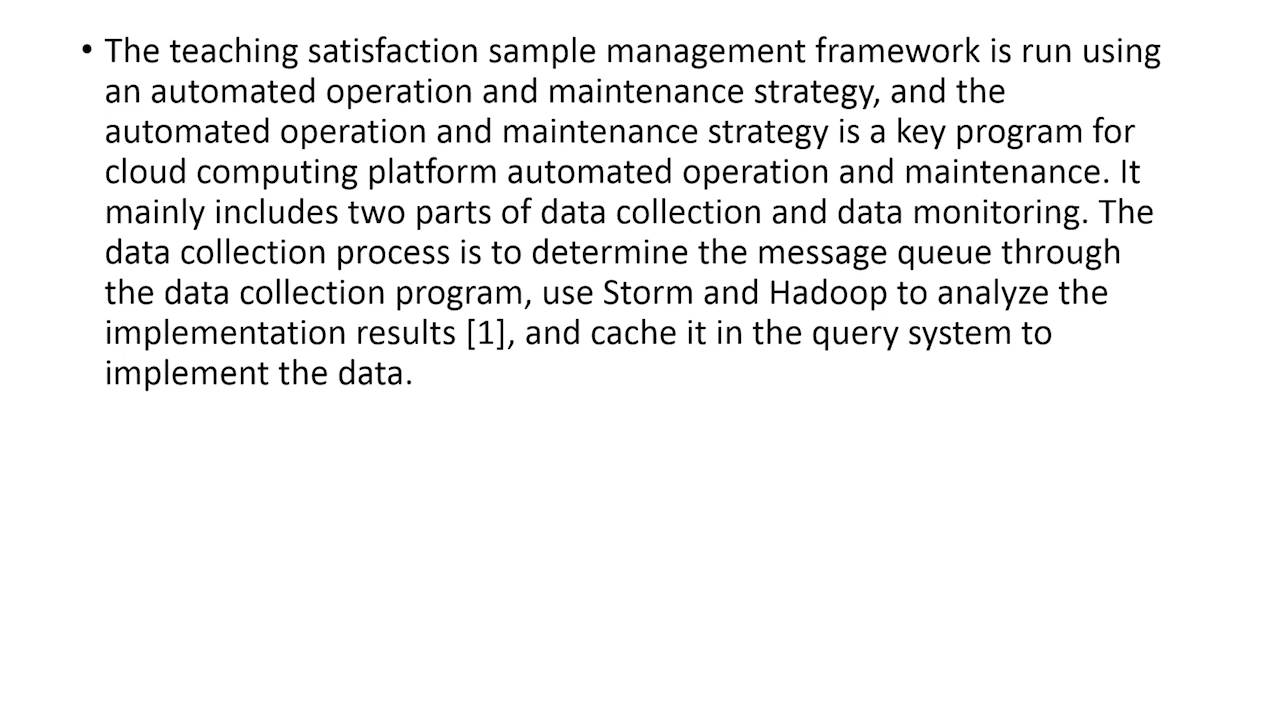 • The teaching satisfaction sample management framework is run using
an automated operation and maintenance strategy, and the
automated operation and maintenance strategy is a key program for
cloud computing platform automated operation and maintenance. It
mainly includes two parts of data collection and data monitoring. The
data collection process is to determine the message queue through
the data collection program, use Storm and Hadoop to analyze the
implementation results [1], and cache it in the query system to
implement the data.